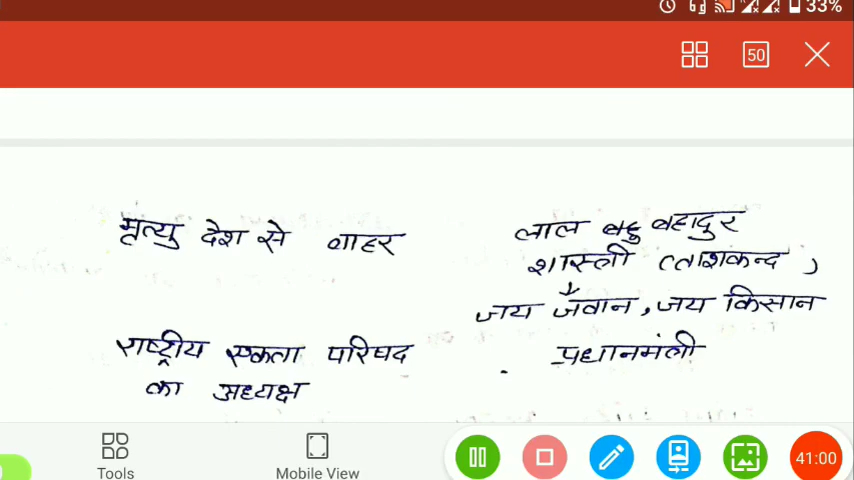 33%
50
मृत्यु देश से बाहर
लाल बहु बहादुर
शास्त्री (ताशकन्द)
जय जवान, जय किसान
राष्ट्रीय एकता परिषद
का अध्यक्ष
प्रधानमंत्री
Tools
Mobile View
41:00